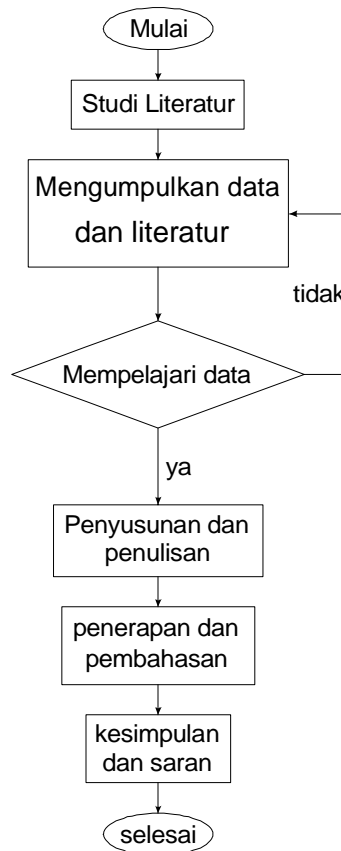 Mulai
Studi Literatur
Mengumpulkan data
dan literatur
tidak
Mempelajari data
ya
Penyusunan dan
penulisan
penerapan dan
pembahasan
kesimpulan
dan saran
selesai